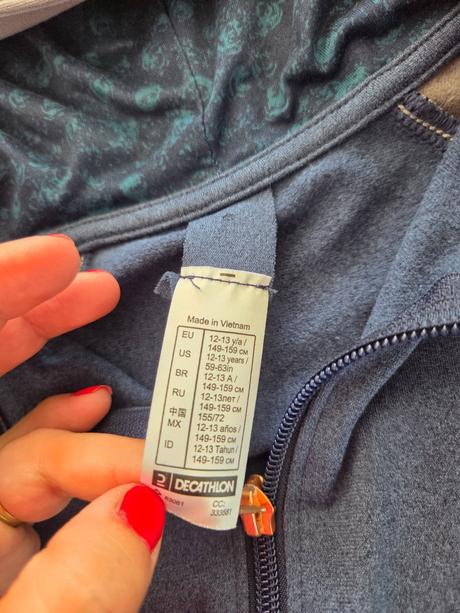 Made in Vietnam
EU 12-13 y/a /
149-159 CM
US 12-13 years /
59-63in
BR 12-13 A /
149-159 CM
RU 12-13лет /
149-159 CM
中国 155/72
MX 12-13 años /
149-159 CM
ID 12-13 Tahun /
149-159 CM
DECATHLON
CC:
333881